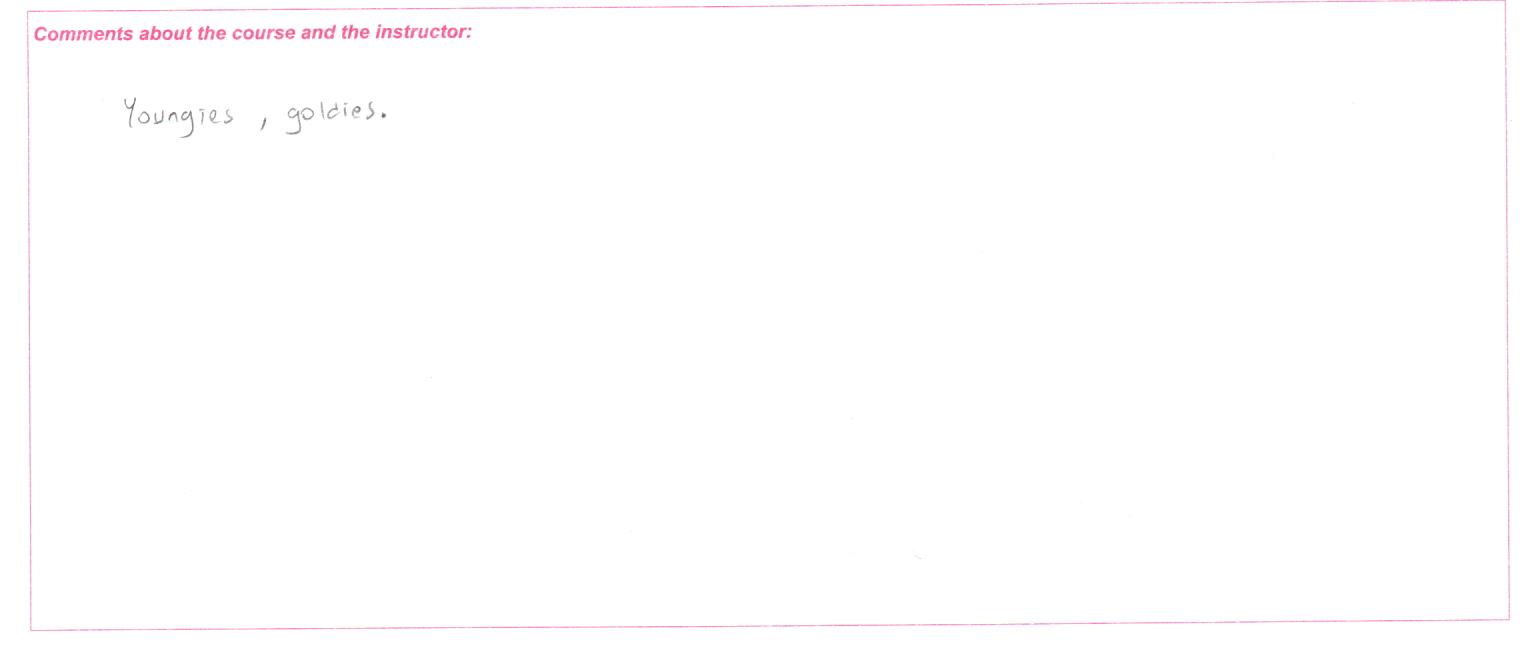 Comments about the course and the instructor:
Youngies , goldies.